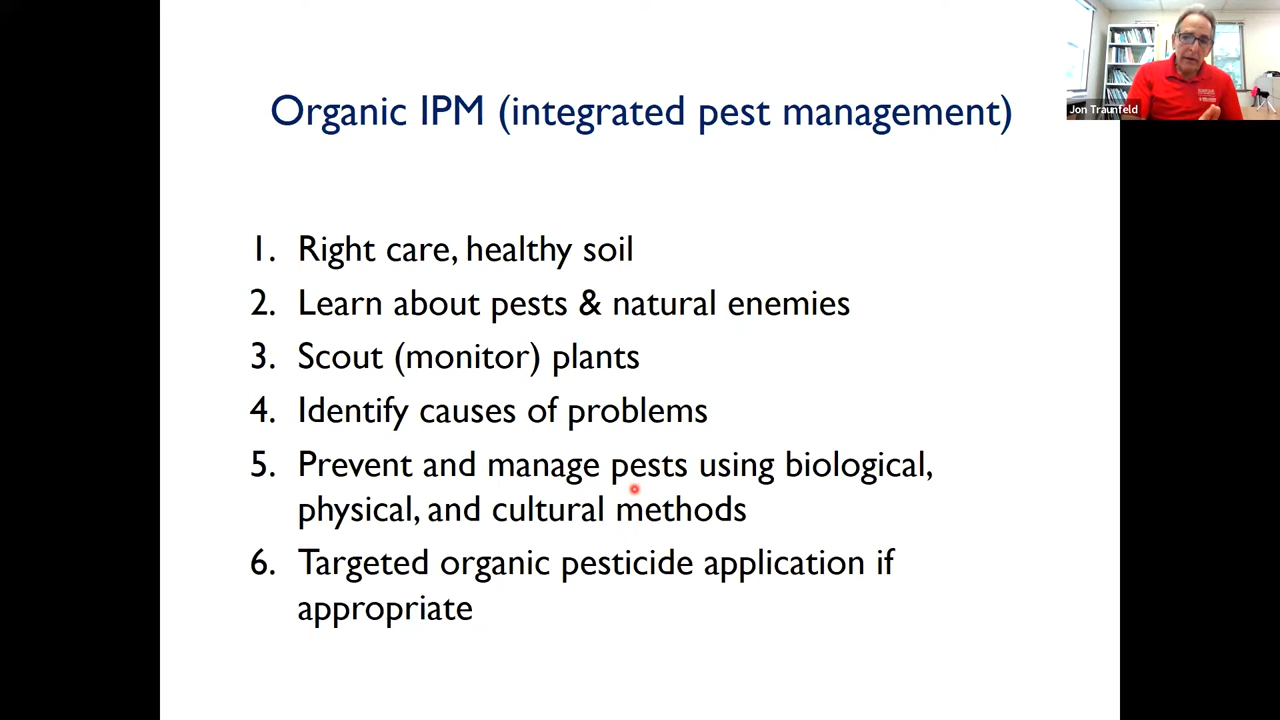 Organic IPM (integrated pest management)
Jon Traunfeld
1. Right care, healthy soil
2. Learn about pests & natural enemies
3. Scout (monitor) plants
4. Identify causes of problems
5. Prevent and manage pests using biological,
physical, and cultural methods
6. Targeted organic pesticide application if
appropriate